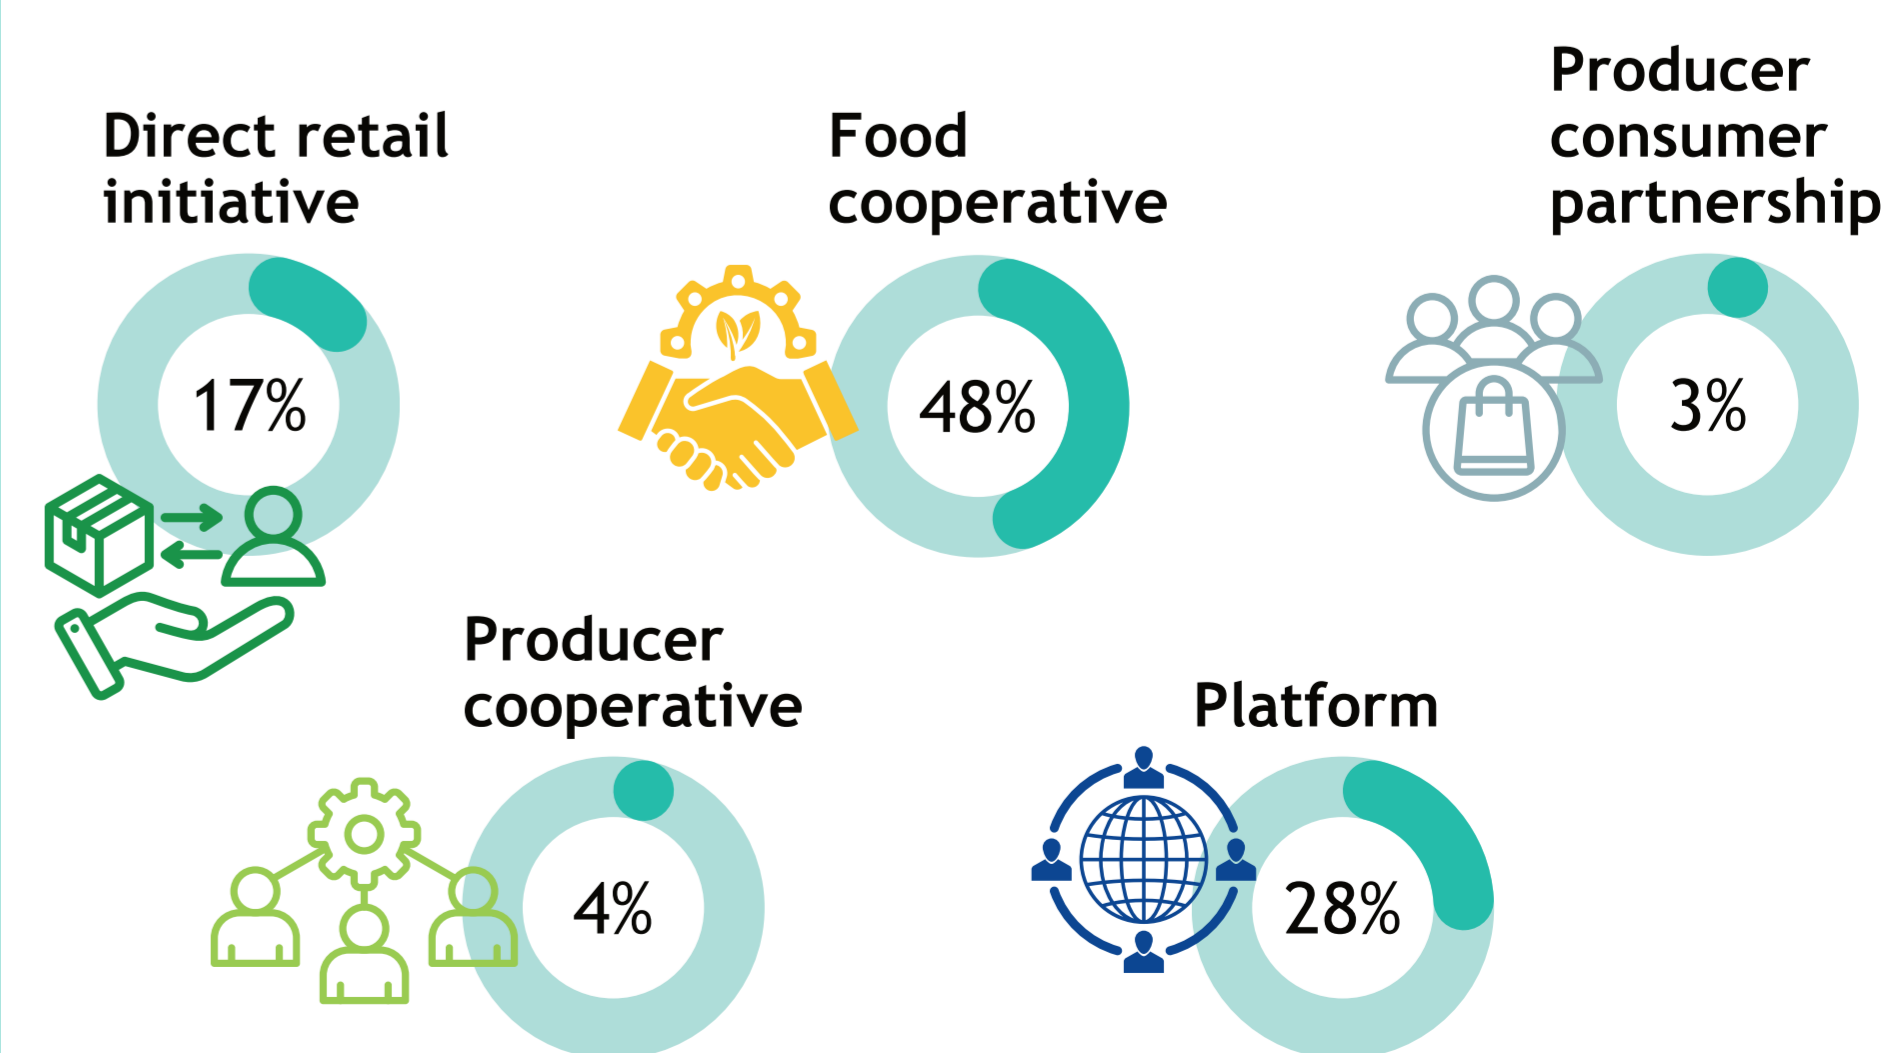 Direct retail
initiative
17%
Food
cooperative
48%
Producer
consumer
partnership
3%
Producer
cooperative
4%
Platform
28%